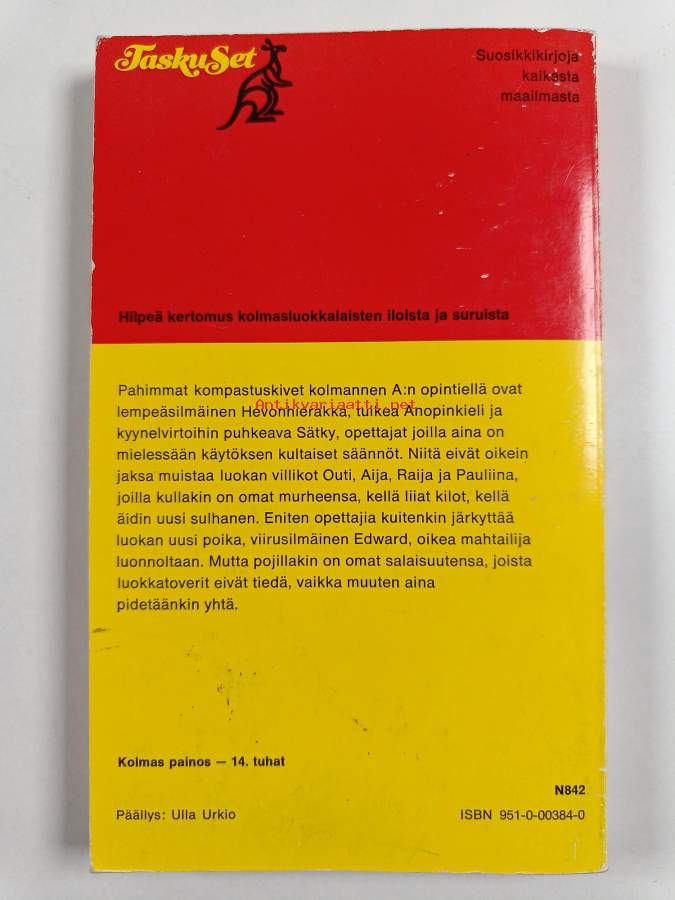 TaskuSet
Suosikkikirjoja
kaikesta
maailmasta
Hilpeä kertomus kolmasluokkalaisten iloista ja suruista
Pahimmat kompastuskivet kolmannen A:n opintiellä ovat
Antikvariaatti.net
lempeäsilmäinen Hevonhierakka, tuikea Anopinkieli ja
kyynelvirtoihin puhkeava Sätky, opettajat joilla aina on
mielessään käytöksen kultaiset säännöt. Niitä eivät oikein
jaksa muistaa luokan villikot Outi, Aija, Raija ja Pauliina,
joilla kullakin on omat murheensa, kellä liiat kilot, kellä
äidin uusi sulhanen. Eniten opettajia kuitenkin järkyttää
luokan uusi poika, viirusilmäinen Edward, oikea mahtailija
luonnoltaan. Mutta pojillakin on omat salaisuutensa, joista
luokkatoverit eivät tiedä, vaikka muuten aina
pidetäänkin yhtä.
Kolmas painos – 14. tuhat
N842
Päällys: Ulla Urkio
ISBN 951-0-00384-0